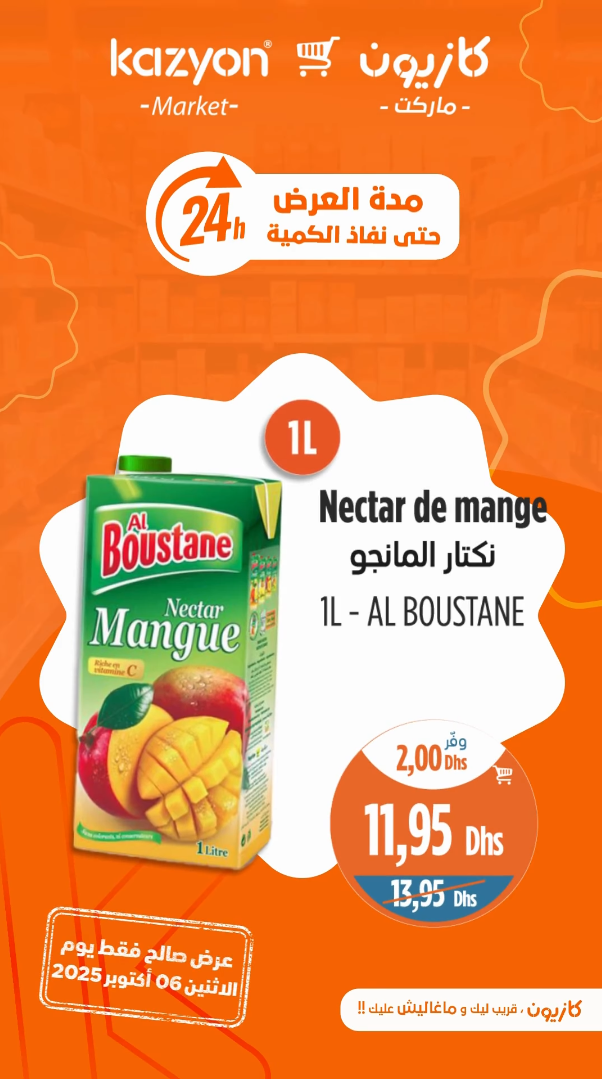 kazyon® كازيون
-Market- - ماركت -
24h
مدة العرض
حتى نفاذ الكمية
1L
Nectar de mange
نكتار المانجو
1L - AL BOUSTANE
Al
Boustane
Nectar
Mangue
Riche en
vitamine C
1 Litre
وفّر
2,00 Dhs
11,95 Dhs
13,95 Dhs
عرض صالح فقط يوم
الاثنين 06 أكتوبر 2025
كازيون ، قريب ليك و ماغاليش عليك !!